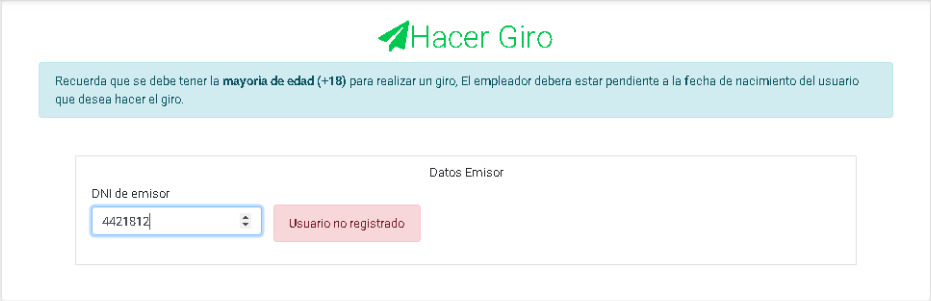 Hacer Giro
Recuerda que se debe tener la mayoria de edad (+18) para realizar un giro, El empleador debera estar pendiente a la fecha de nacimiento del usuario
que desea hacer el giro.
Datos Emisor
DNI de emisor
4421812
Usuario no registrado